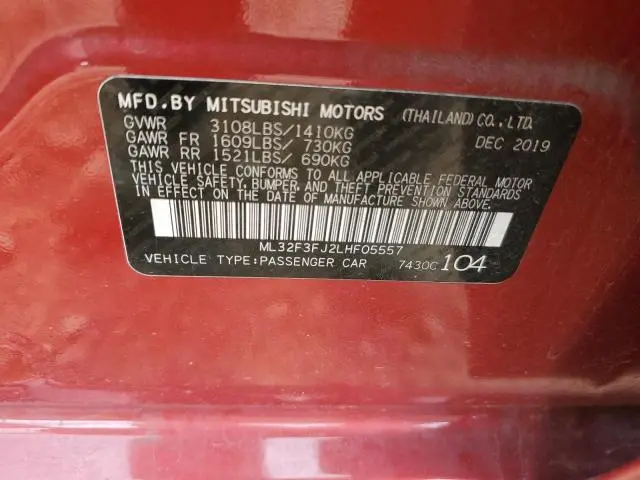 MFD.BY MITSUBISHI MOTORS (THAILAND) CO.,LTD.
GVWR 3108LBS/1410KG DEC 2019
GAWR FR 1609LBS/ 730KG
GAWR RR 1521LBS/ 690KG
THIS VEHICLE CONFORMS TO ALL APPLICABLE FEDERAL MOTOR
VEHICLE SAFETY,BUMPER,AND THEFT PREVENTION STANDARDS
IN EFFECT ON THE DATE OF MANUFACTURE SHOWN ABOVE.
ML32F3FJ2LHF05557
VEHICLE TYPE:PASSENGER CAR 7430C 104